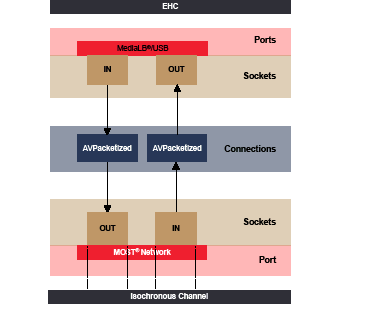 EHC
Ports
MediaLB®/USB
IN
OUT
Sockets
AVPacketized
AVPacketized
Connections
Sockets
OUT
IN
MOST® Network
Port
Isochronous Channel